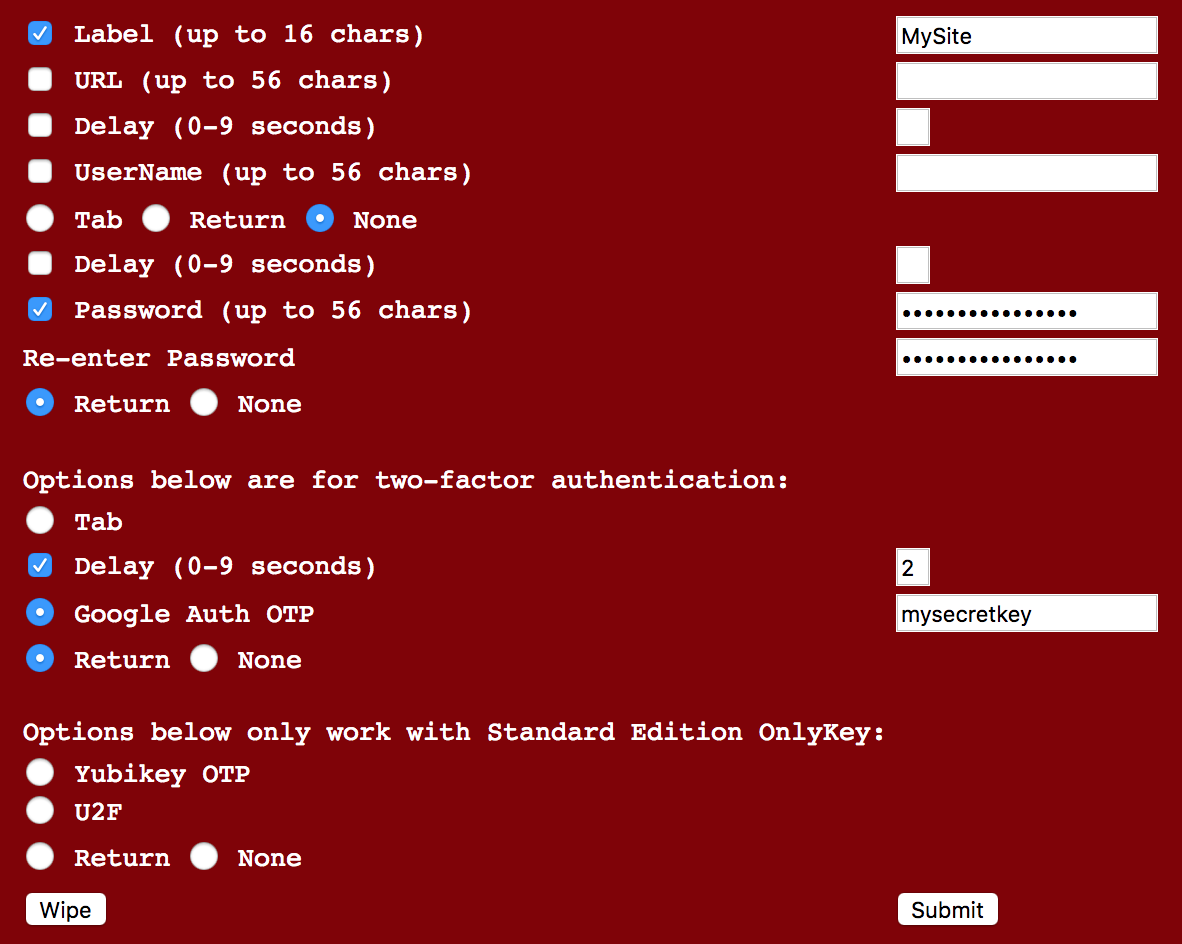 Label (up to 16 chars) MySite
URL (up to 56 chars)
Delay (0-9 seconds)
UserName (up to 56 chars)
Tab Return None
Delay (0-9 seconds)
Password (up to 56 chars) ••••••••••••••••
Re-enter Password ••••••••••••••••
Return None
Options below are for two-factor authentication:
Tab
Delay (0-9 seconds) 2
Google Auth OTP mysecretkey
Return None
Options below only work with Standard Edition OnlyKey:
Yubikey OTP
U2F
Return None
Wipe Submit